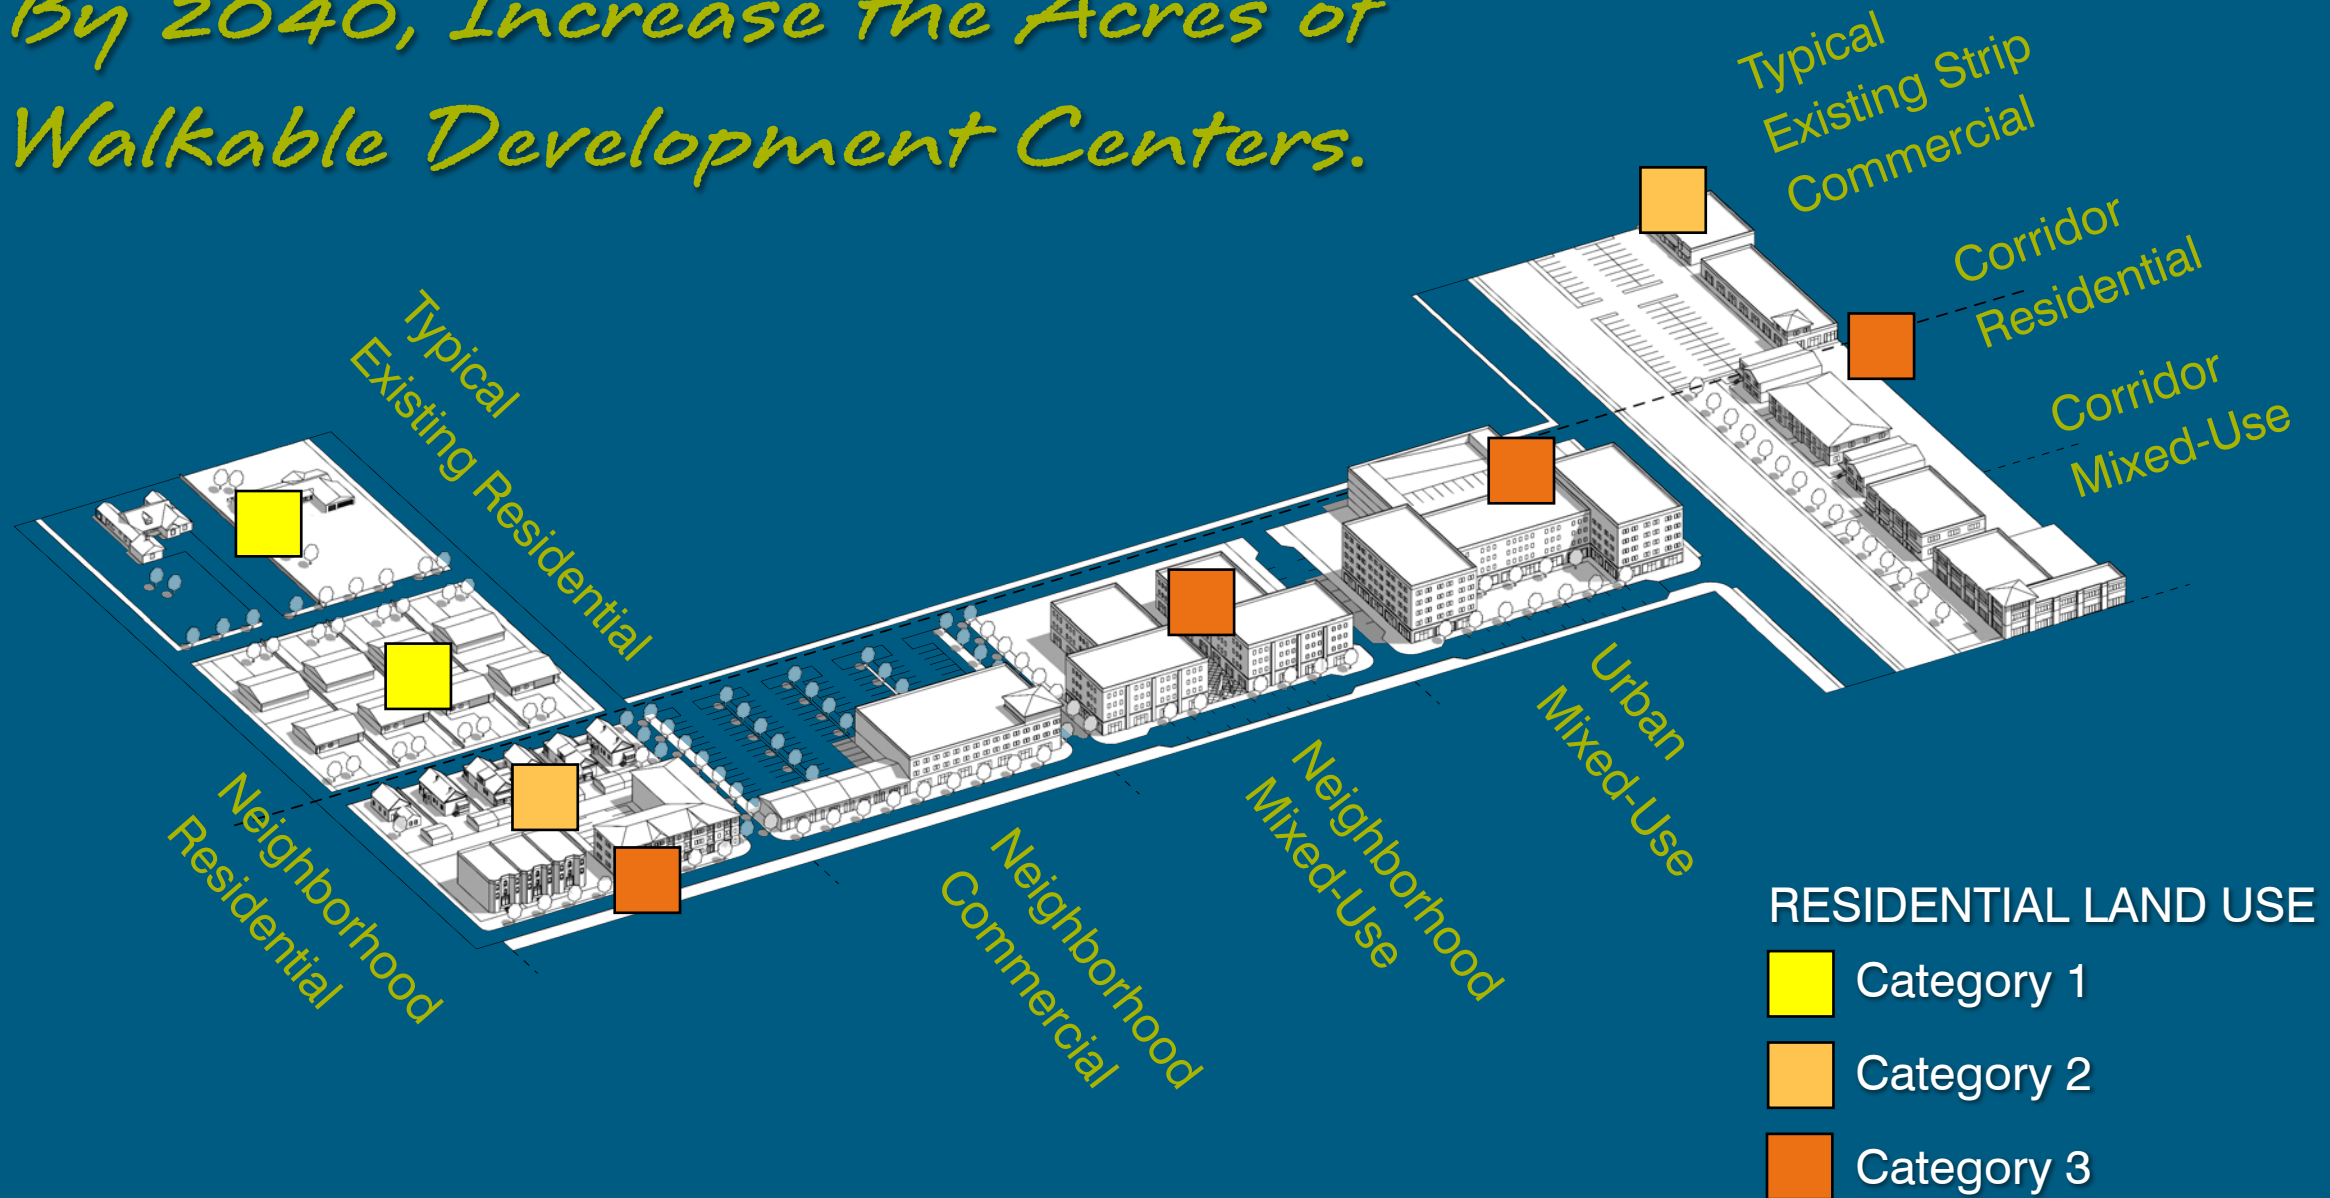 By 2040, Increase the Acres of
Walkable Development Centers.
Typical
Existing Strip
Commercial
Corridor
Residential
Corridor
Mixed-Use
Typical
Existing Residential
Neighborhood
Residential
Neighborhood
Commercial
Neighborhood
Mixed-Use
Urban
Mixed-Use
RESIDENTIAL LAND USE
Category 1
Category 2
Category 3